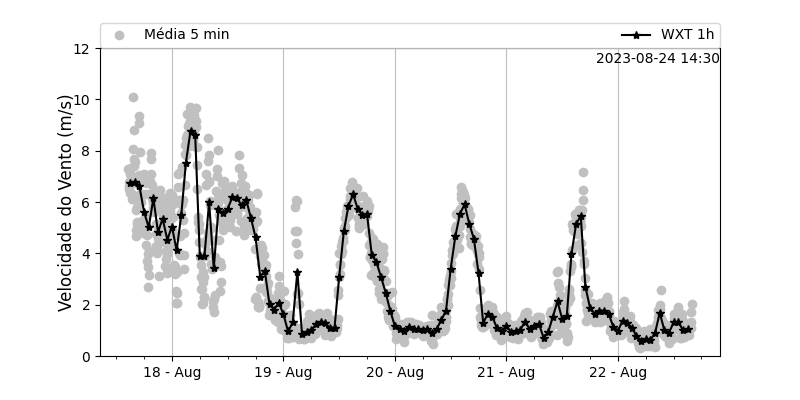 Média 5 min
WXT 1h
2023-08-24 14:30
Velocidade do Vento (m/s)
12
10
8
6
4
2
0
18 - Aug
19 - Aug
20 - Aug
21 - Aug
22 - Aug